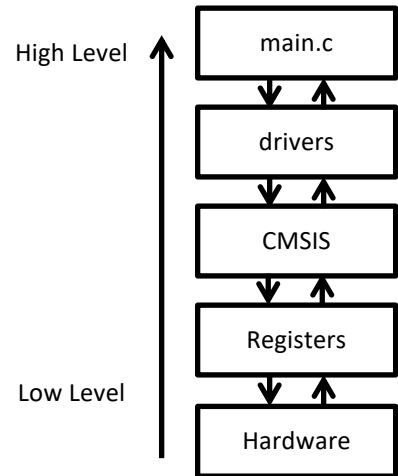 main.c
High Level
drivers
CMSIS
Registers
Low Level
Hardware